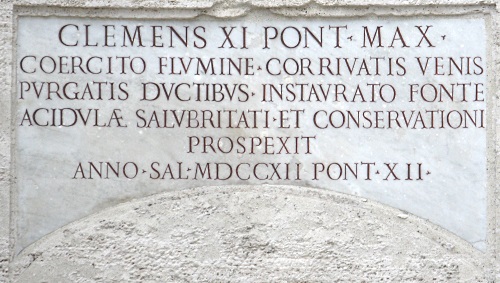 CLEMENS XI PONT· MAX·
COERCITO FLVMINE· CORRIVATIS VENIS
PVRGATIS DVCTIBVS· INSTAVRATO FONTE
ACIDVLÆ SALVBRITATI· ET CONSERVATIONI
PROSPEXIT
ANNO· SAL· MDCCXII PONT· XII·